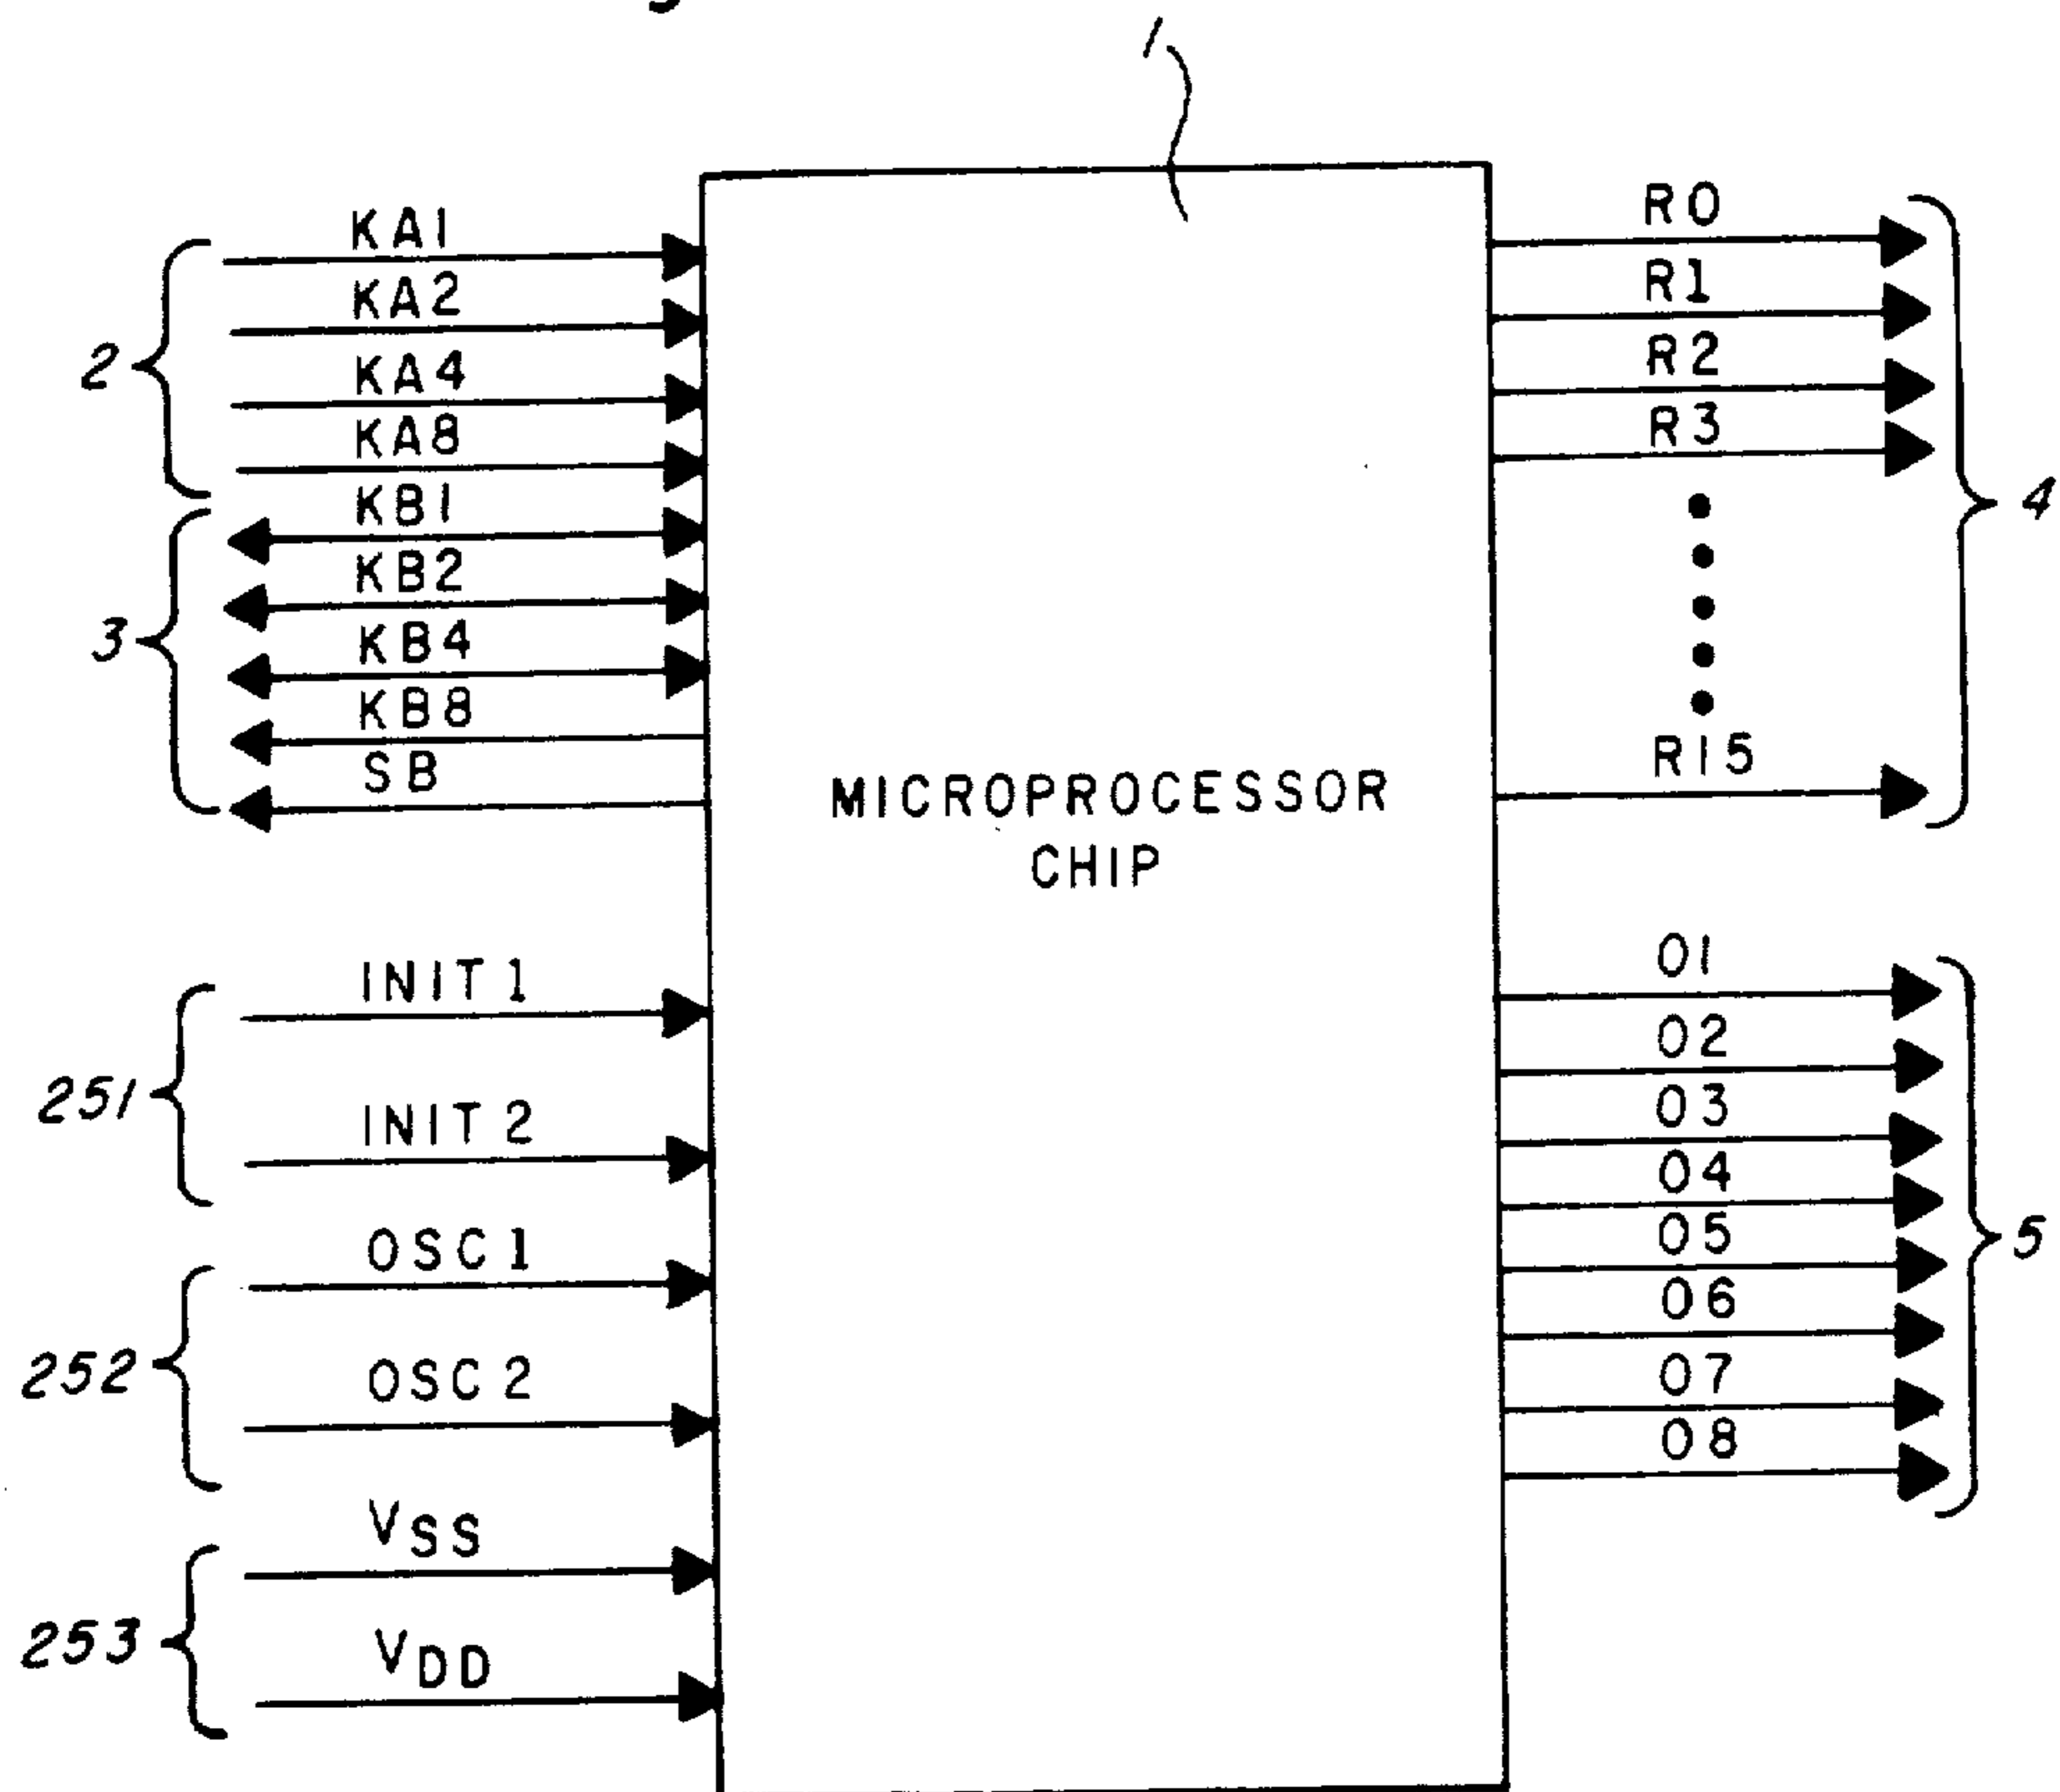 1
KA1
KA2
2
KA4
KA8
KB1
KB2
3
KB4
KB8
SB
INIT 1
251
INIT 2
OSC 1
252
OSC 2
VSS
253
VDD
MICROPROCESSOR
CHIP
R0
R1
R2
R3
4
R15
O1
O2
O3
O4
O5
5
O6
O7
O8